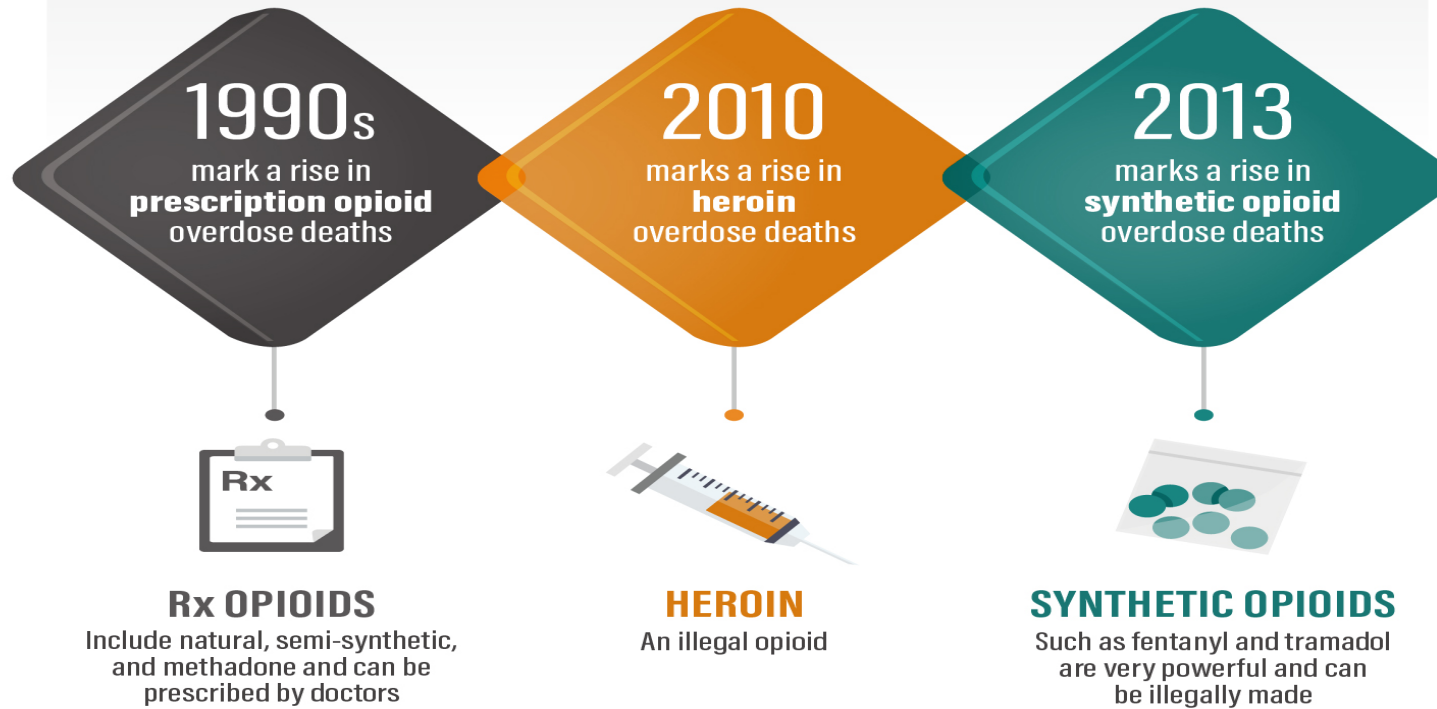 1990s
mark a rise in
prescription opioid
overdose deaths
2010
marks a rise in
heroin
overdose deaths
2013
marks a rise in
synthetic opioid
overdose deaths
Rx
Rx OPIOIDS
Include natural, semi-synthetic,
and methadone and can be
prescribed by doctors
HEROIN
An illegal opioid
SYNTHETIC OPIOIDS
Such as fentanyl and tramadol
are very powerful and can
be illegally made